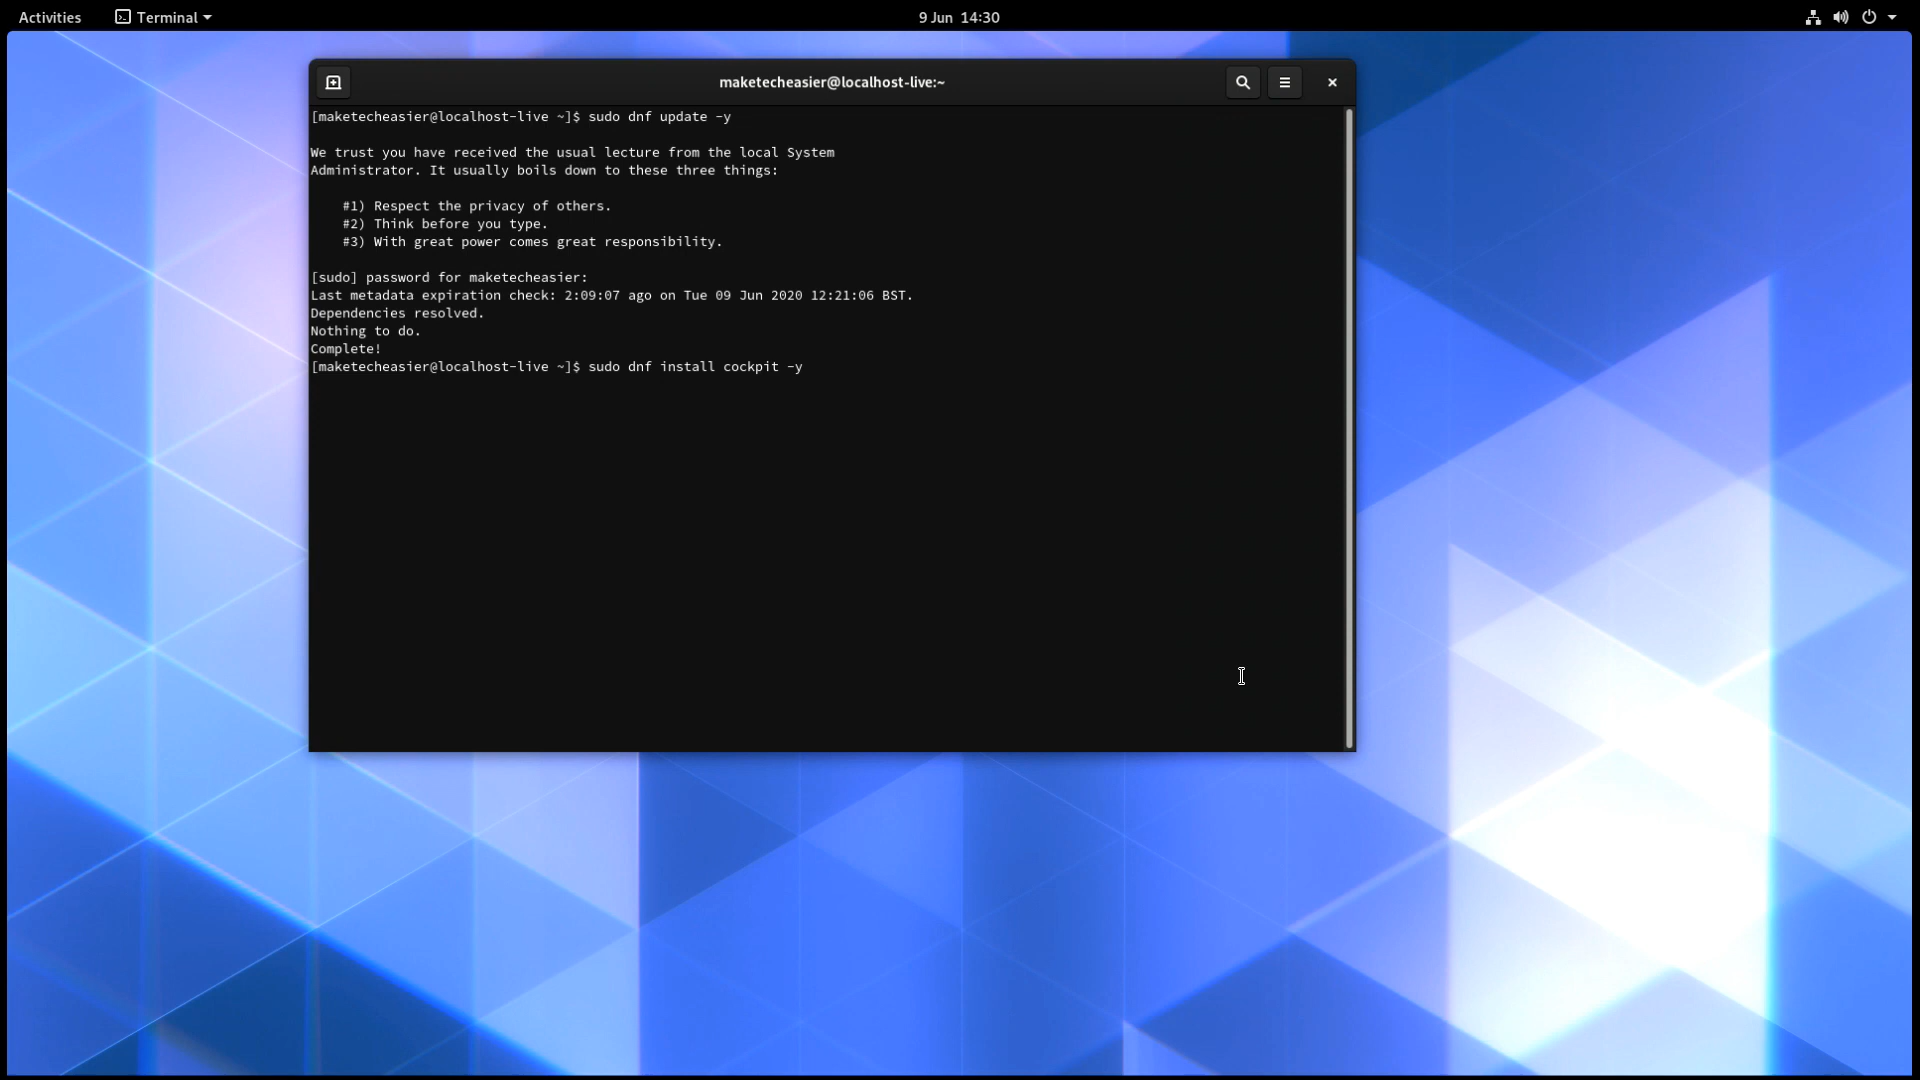 Activities Terminal 9 Jun 14:30
maketecheasier@localhost-live:~
[maketecheasier@localhost-live ~]$ sudo dnf update -y
We trust you have received the usual lecture from the local System
Administrator. It usually boils down to these three things:
#1) Respect the privacy of others.
#2) Think before you type.
#3) With great power comes great responsibility.
[sudo] password for maketecheasier:
Last metadata expiration check: 2:09:07 ago on Tue 09 Jun 2020 12:21:06 BST.
Dependencies resolved.
Nothing to do.
Complete!
[maketecheasier@localhost-live ~]$ sudo dnf install cockpit -y